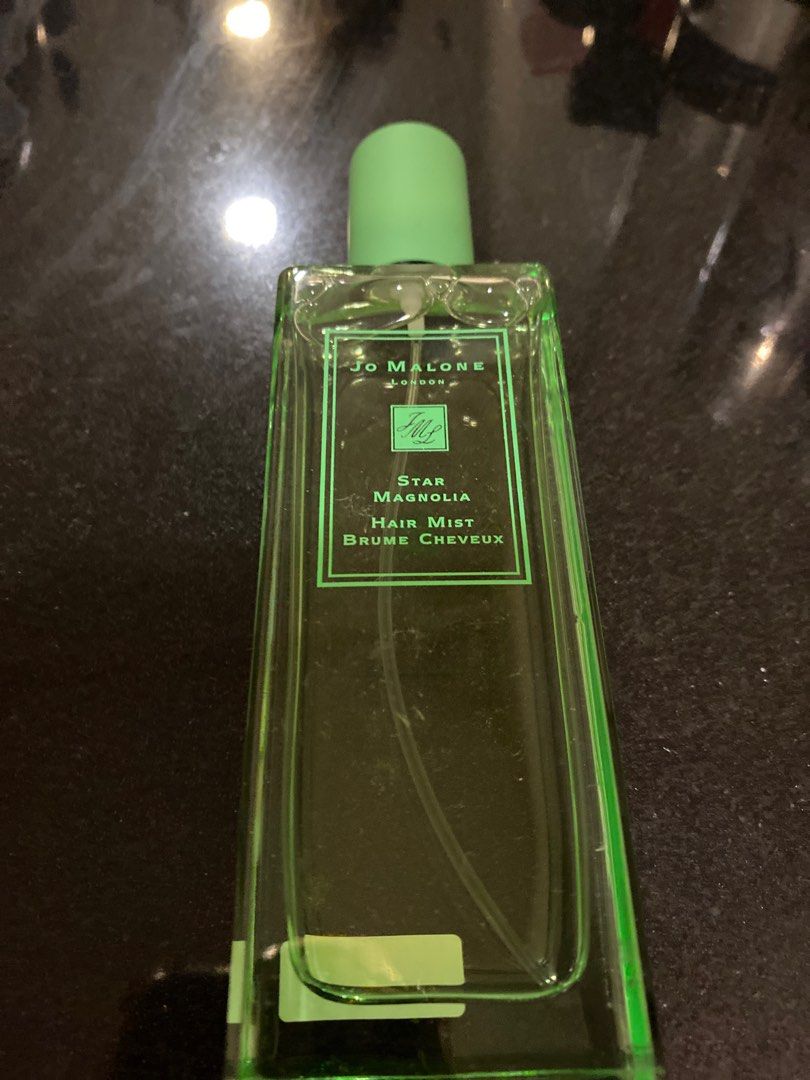 JO MALONE
LONDON
JML
STAR
MAGNOLIA
HAIR MIST
BRUME CHEVEUX